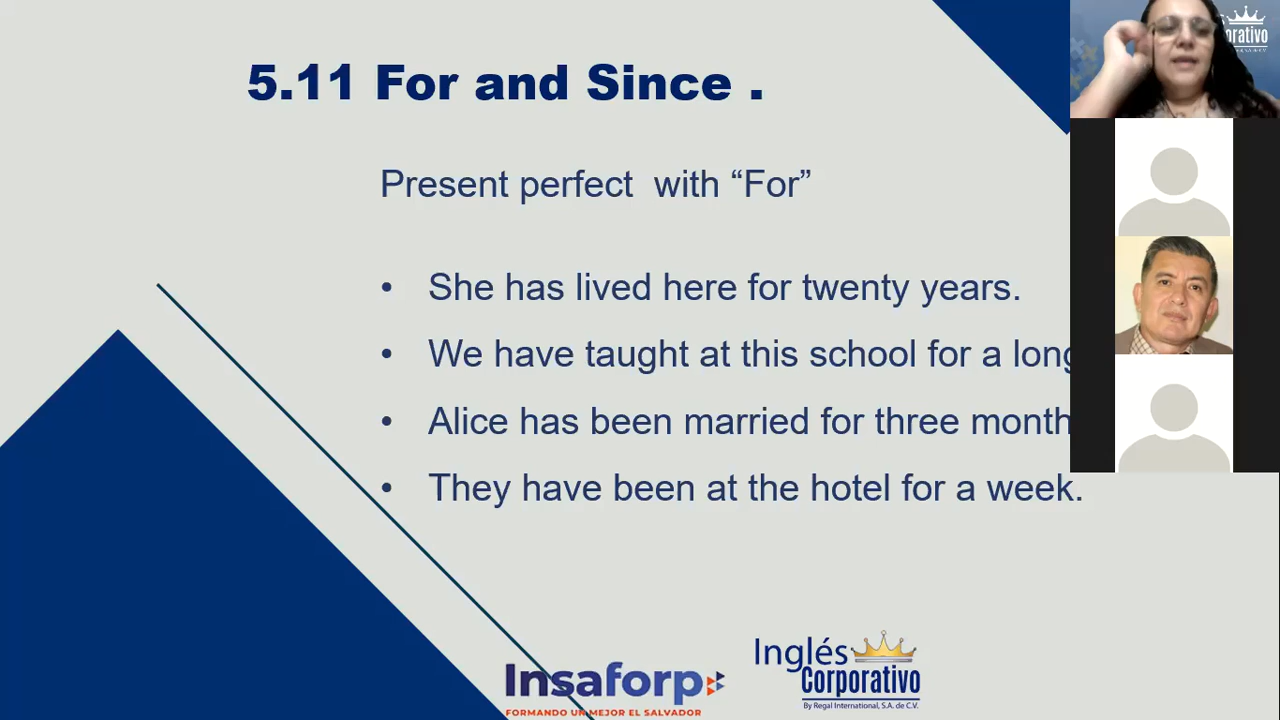 5.11 For and Since .
Present perfect with “For”
• She has lived here for twenty years.
• We have taught at this school for a long
• Alice has been married for three month
• They have been at the hotel for a week.
Insaforp
FORMANDO UN MEJOR EL SALVADOR
Inglés
Corporativo
By Regal International, S.A. de C.V.